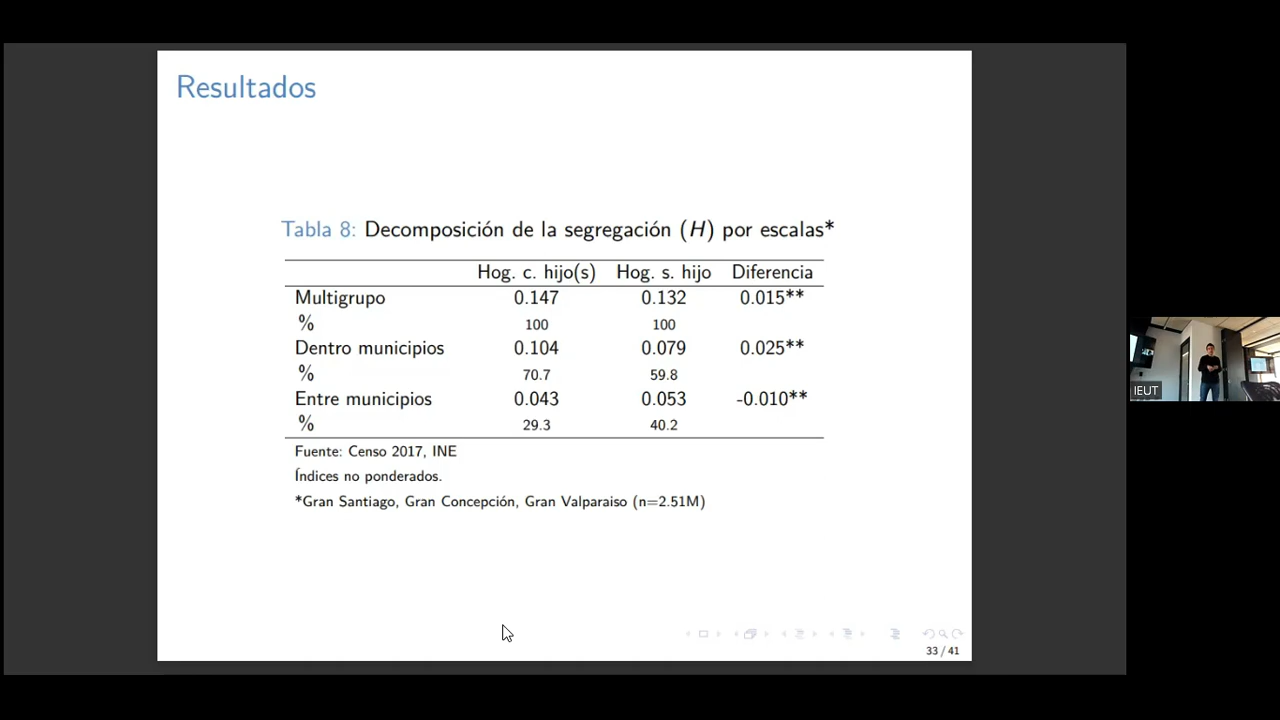 Resultados
Tabla 8: Decomposición de la segregación (H) por escalas*
Hog. c. hijo(s) Hog. s. hijo Diferencia
Multigrupo 0.147 0.132 0.015**
% 100 100
Dentro municipios 0.104 0.079 0.025**
% 70.7 59.8
Entre municipios 0.043 0.053 -0.010**
% 29.3 40.2
Fuente: Censo 2017, INE
Índices no ponderados.
*Gran Santiago, Gran Concepción, Gran Valparaiso (n=2.51M)
33 / 41
IEUT